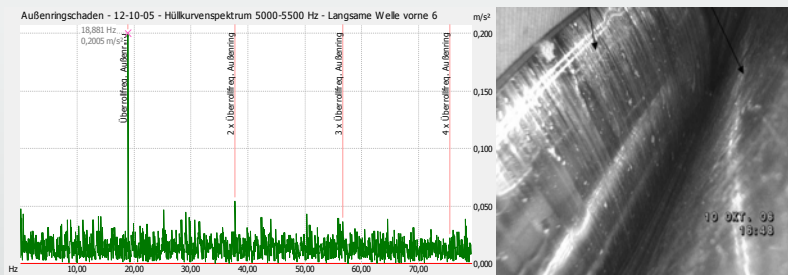 Außenringschaden - 12-10-05 - Hüllkurvenspektrum 5000-5500 Hz - Langsame Welle vorne 6
m/s²
18,881 Hz
0,2005 m/s²
Überrollfreq. Außenr
2 x Überrollfreq. Außenring
3 x Überrollfreq. Außenring
4 x Überrollfreq. Außenring
0,200
0,150
0,100
0,050
0,000
Hz
10,00
20,00
30,00
40,00
50,00
60,00
70,00
10 OKT. 03
16:48